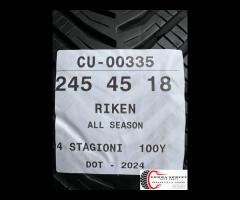 CU-00335
245 45 18
RIKEN
ALL SEASON
4 STAGIONI 100Y
DOT - 2024